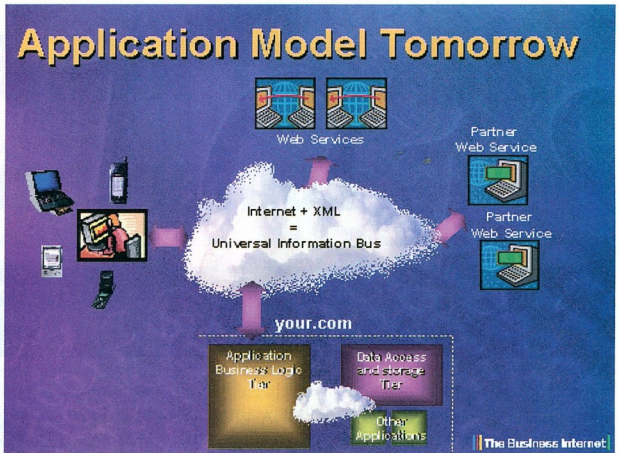 Application Model Tomorrow
Web Services
Partner
Web Service
Partner
Web Service
Internet + XML
=
Universal Information Bus
your.com
Application
Business Logic
Tier
Data Access
and storage
Tier
Other
Applications
The Business Internet